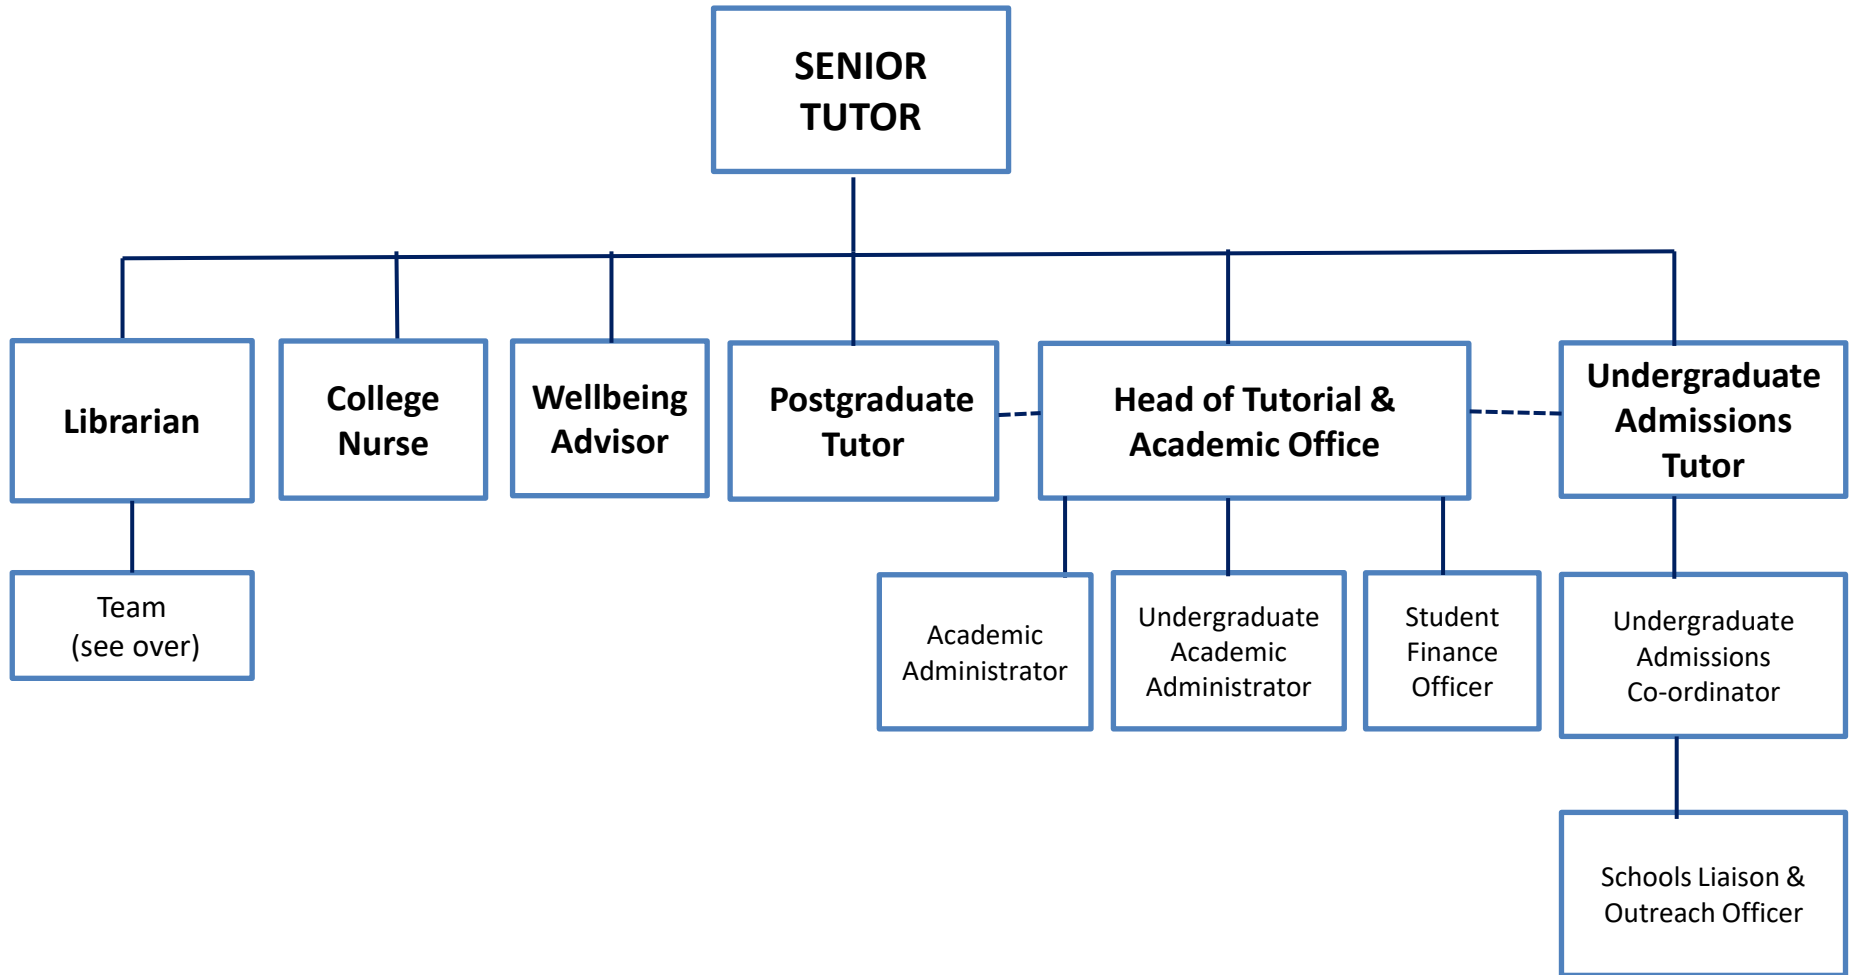 SENIOR
TUTOR
Librarian
College
Nurse
Wellbeing
Advisor
Postgraduate
Tutor
Head of Tutorial &
Academic Office
Undergraduate
Admissions
Tutor
Team
(see over)
Academic
Administrator
Undergraduate
Academic
Administrator
Student
Finance
Officer
Undergraduate
Admissions
Co-ordinator
Schools Liaison &
Outreach Officer